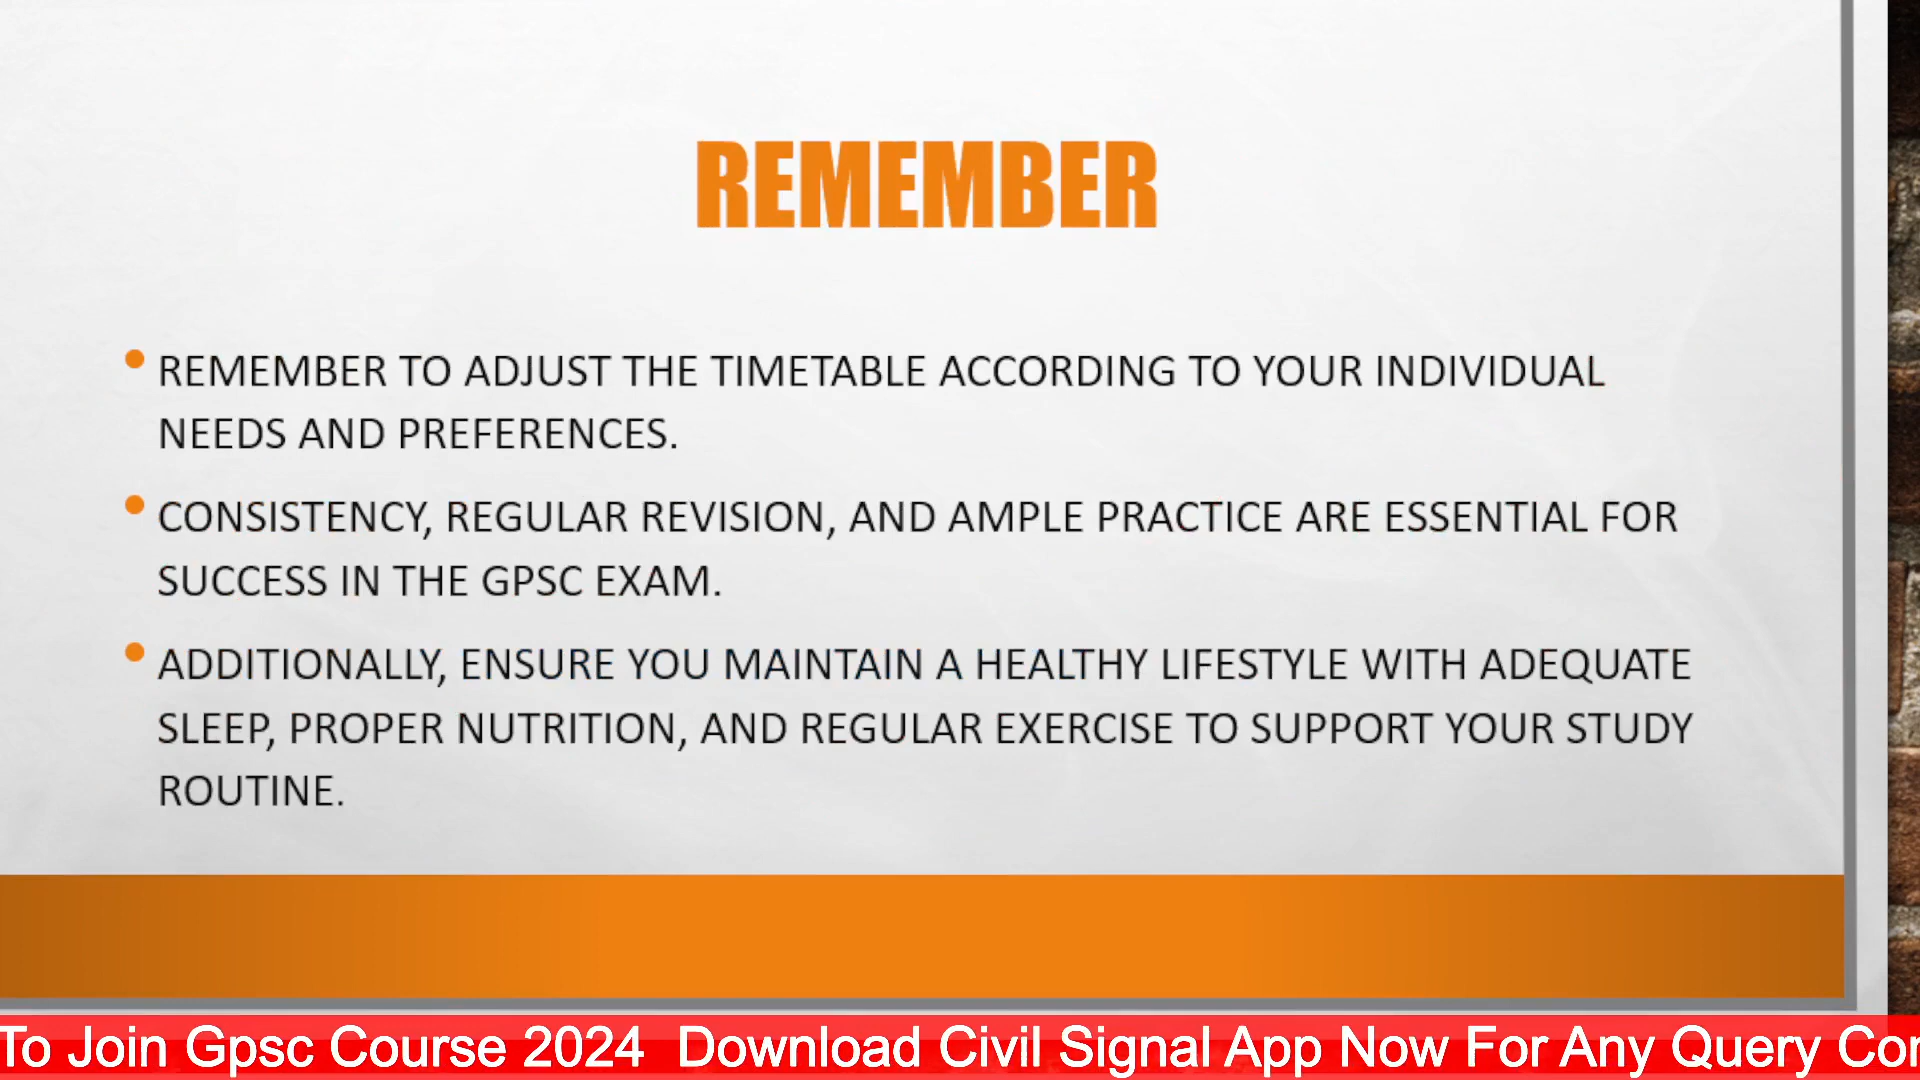 REMEMBER
• REMEMBER TO ADJUST THE TIMETABLE ACCORDING TO YOUR INDIVIDUAL
NEEDS AND PREFERENCES.
• CONSISTENCY, REGULAR REVISION, AND AMPLE PRACTICE ARE ESSENTIAL FOR
SUCCESS IN THE GPSC EXAM.
• ADDITIONALLY, ENSURE YOU MAINTAIN A HEALTHY LIFESTYLE WITH ADEQUATE
SLEEP, PROPER NUTRITION, AND REGULAR EXERCISE TO SUPPORT YOUR STUDY
ROUTINE.
To Join Gpsc Course 2024 Download Civil Signal App Now For Any Query